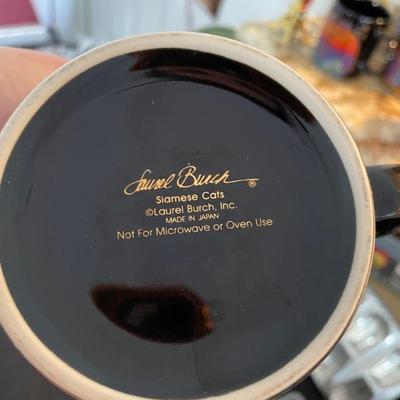 Laurel Burch ®
Siamese Cats
©Laurel Burch, Inc.
MADE IN JAPAN
Not For Microwave or Oven Use